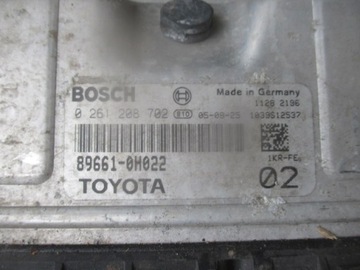 BOSCH Made in Germany
1128 2196
0 261 208 702 010 05-08-25 1039S12537
89661-0H022 1KR-FE
TOYOTA 02